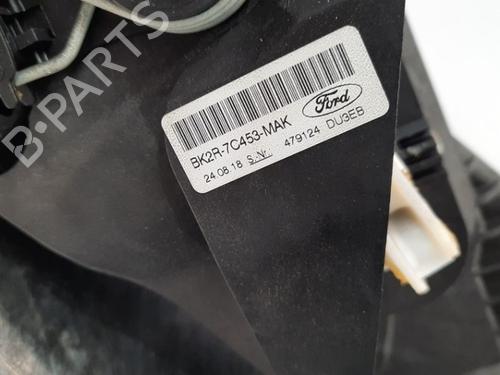 Ford
BK2R-7C453-MAK
24.08.18 S.V. 479124 DU3EB
B-PARTS